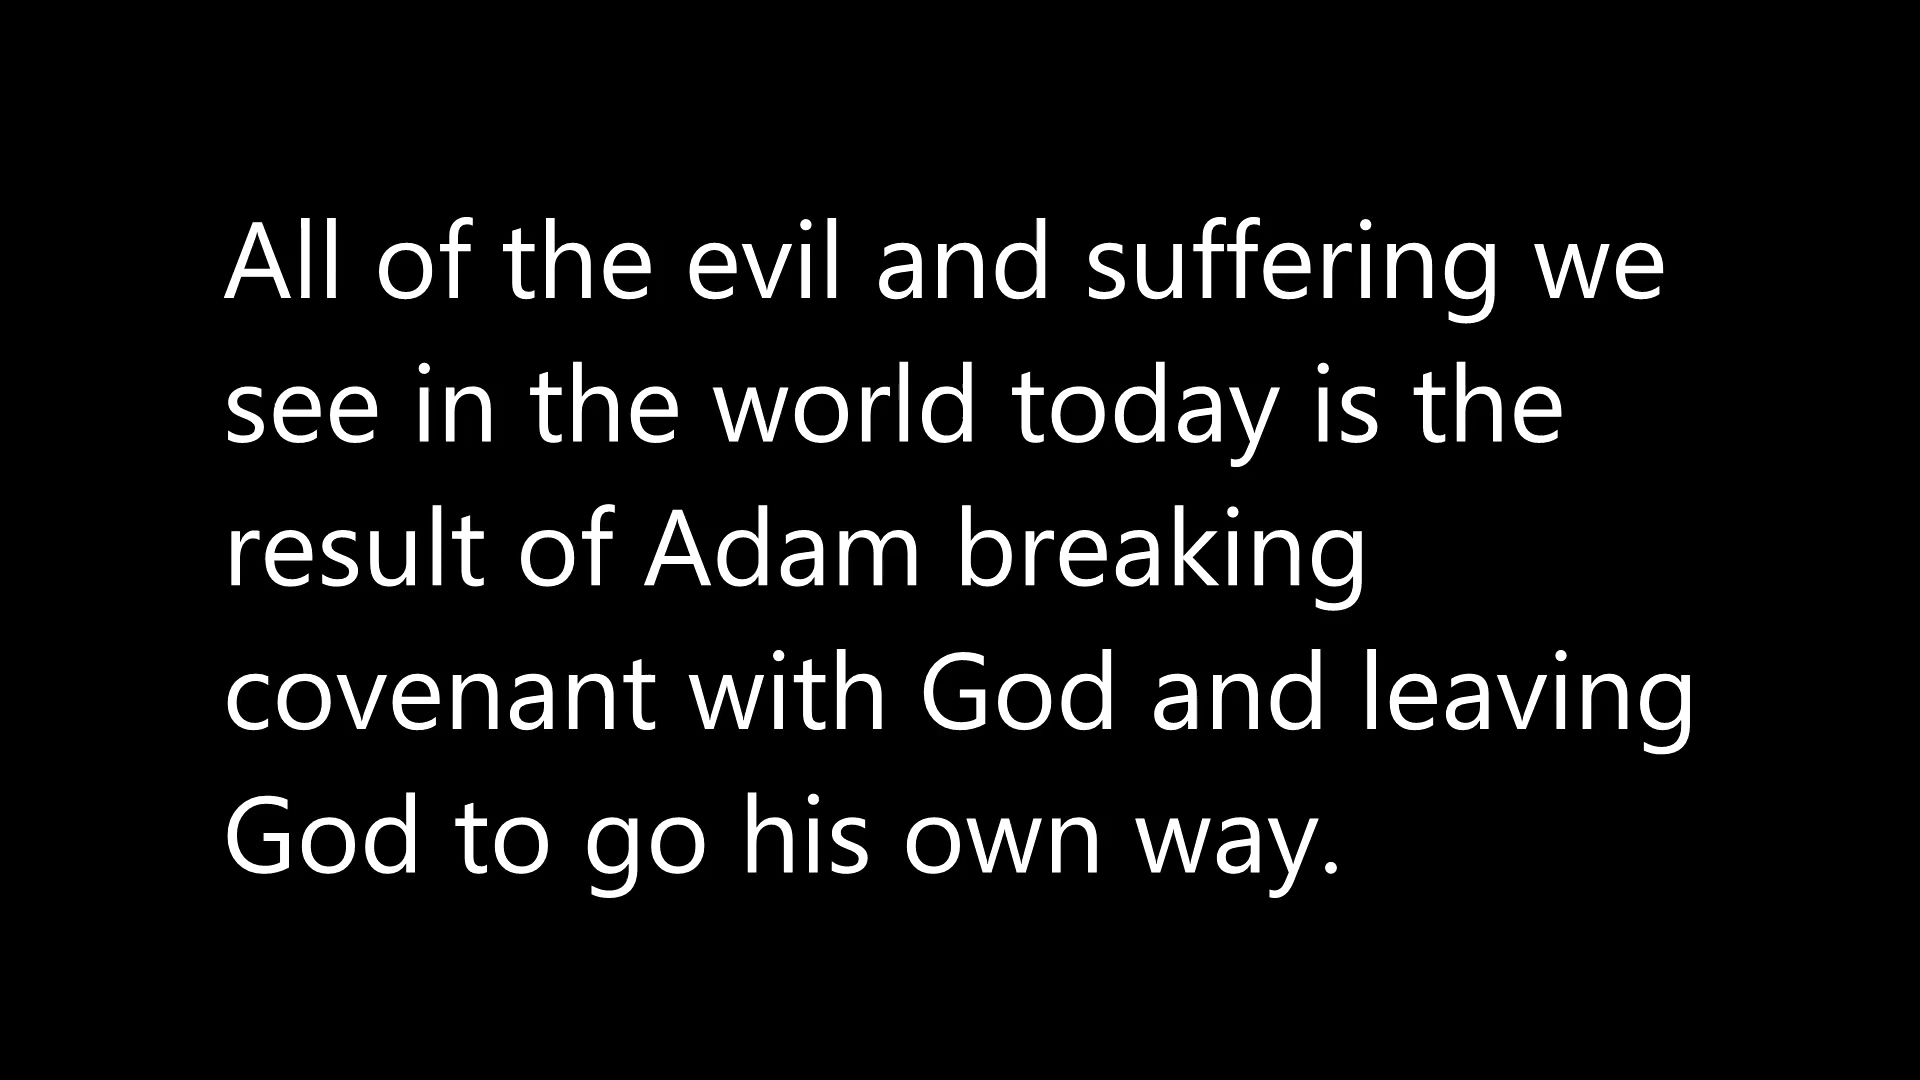 All of the evil and suffering we
see in the world today is the
result of Adam breaking
covenant with God and leaving
God to go his own way.